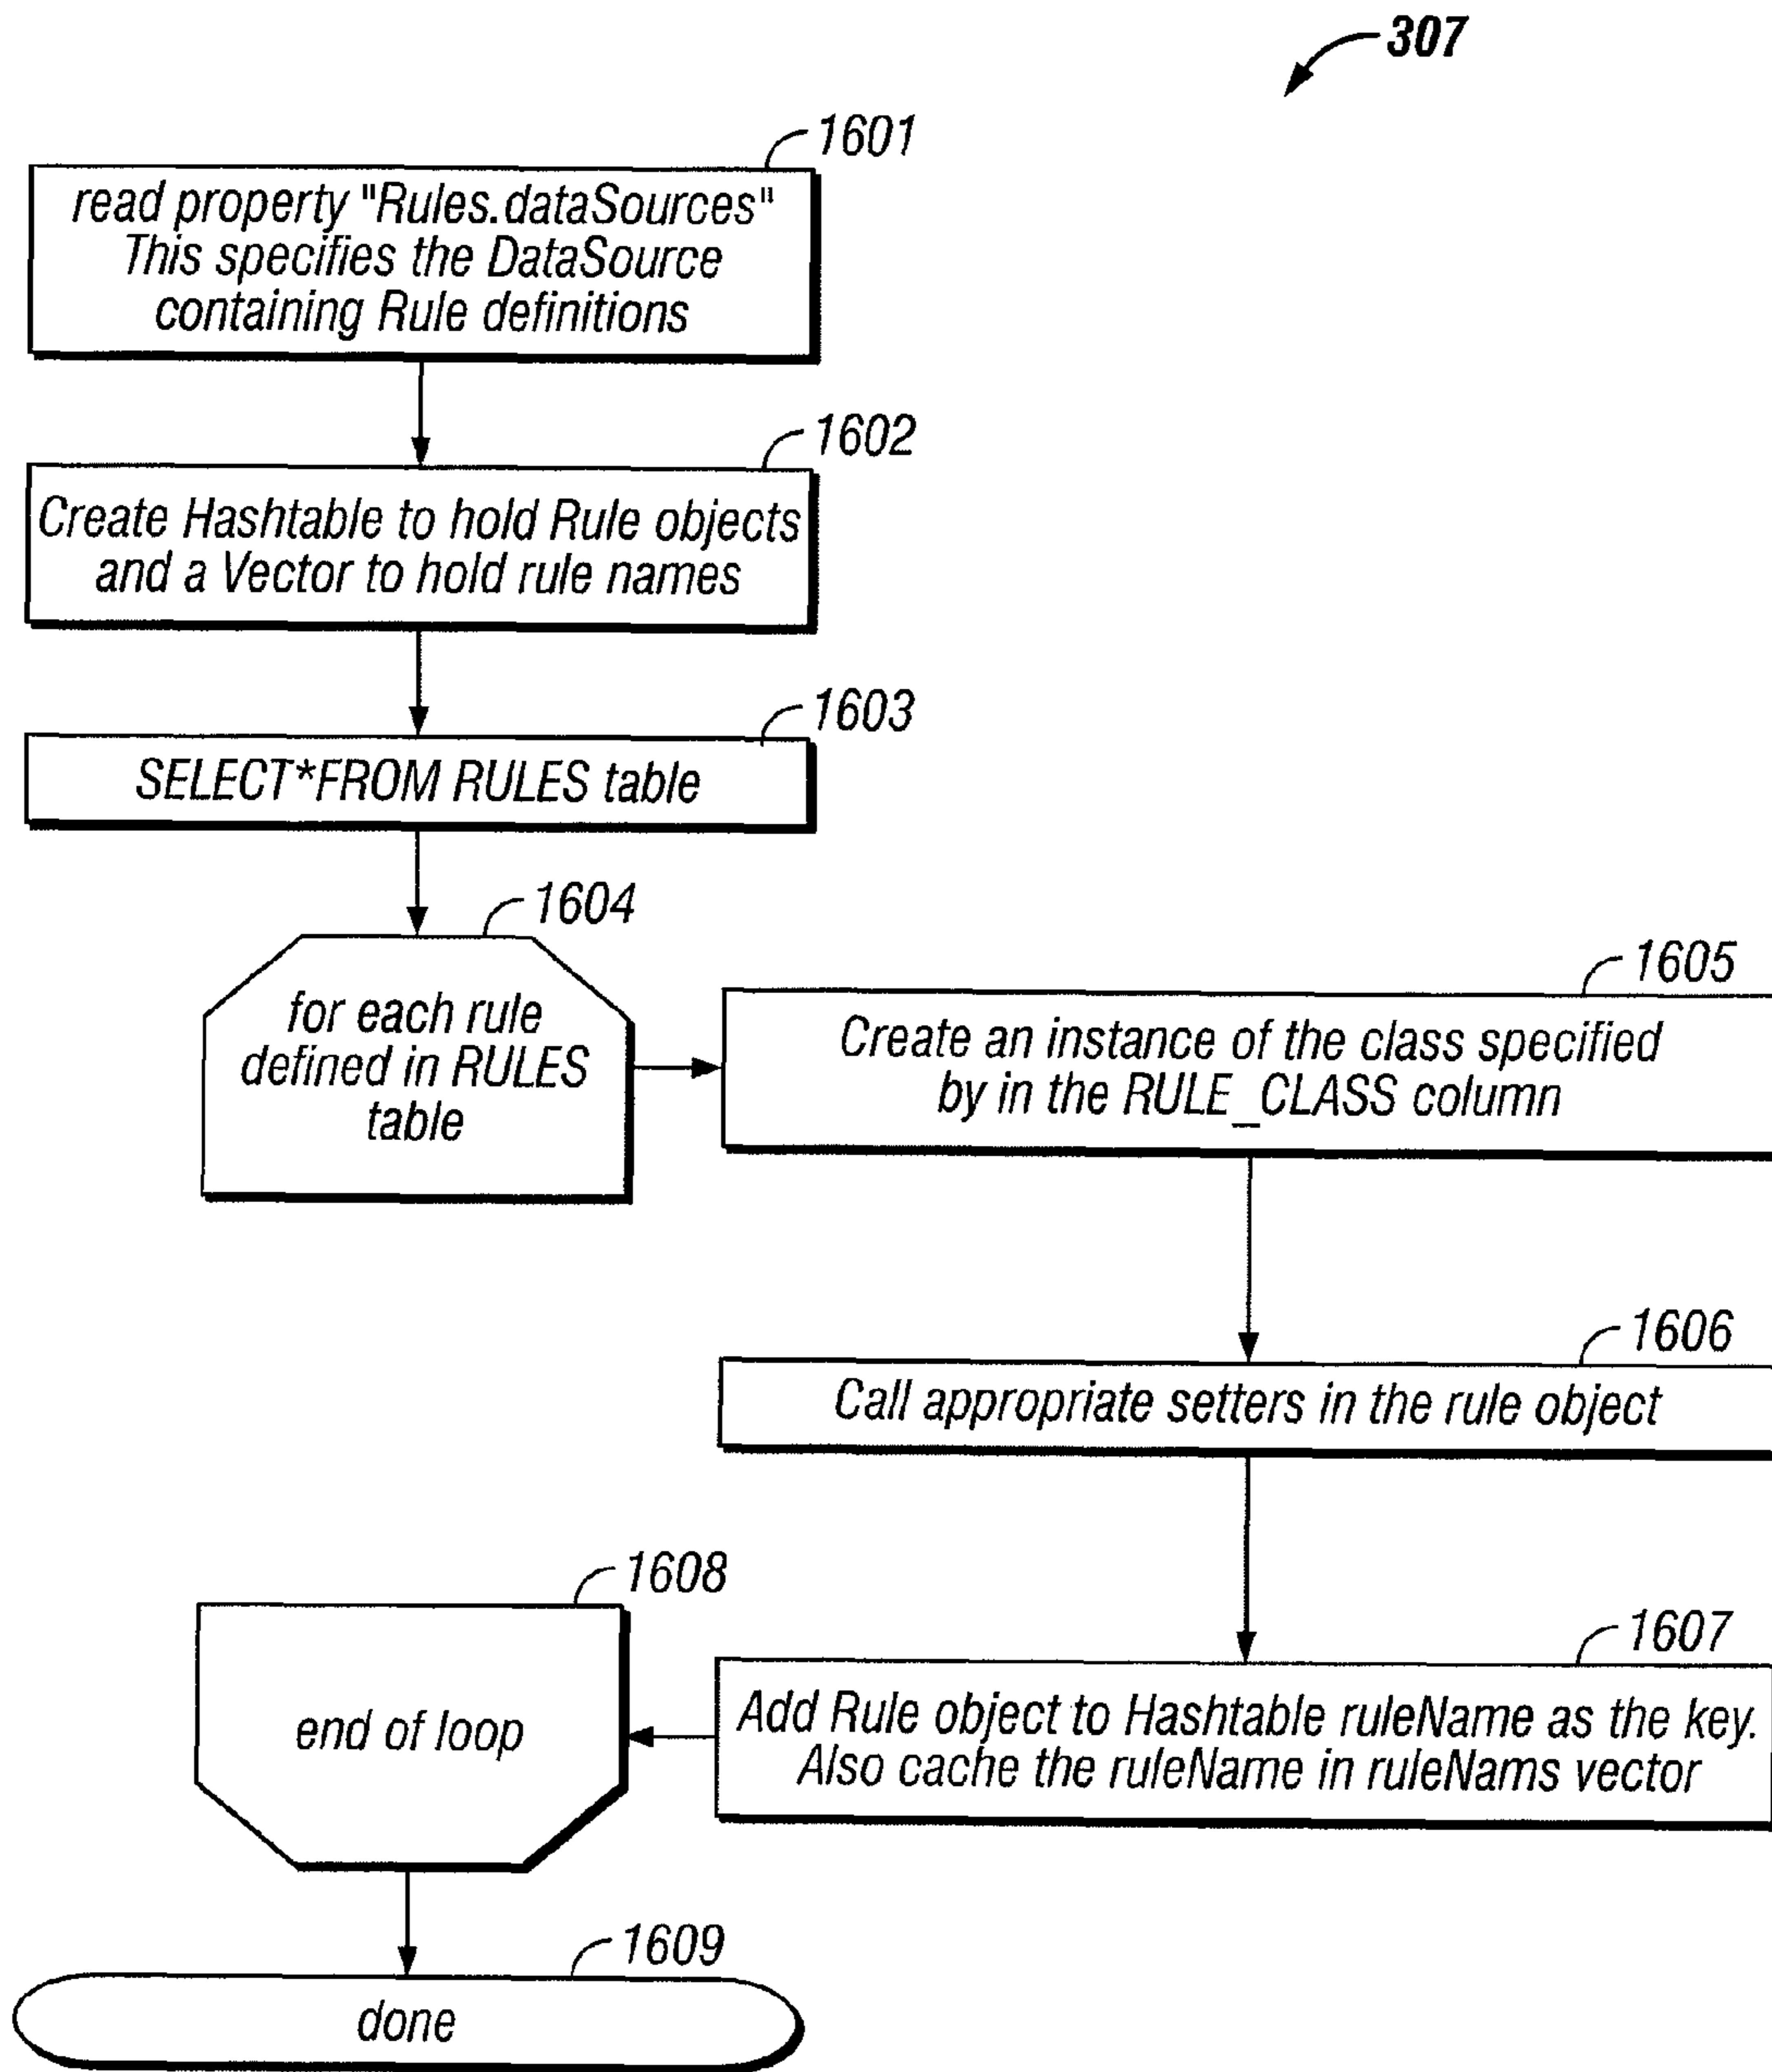 307
1601
read property "Rules.dataSources"
This specifies the DataSource
containing Rule definitions
1602
Create Hashtable to hold Rule objects
and a Vector to hold rule names
1603
SELECT*FROM RULES table
1604
for each rule
defined in RULES
table
1605
Create an instance of the class specified
by in the RULE_CLASS column
1606
Call appropriate setters in the rule object
1607
Add Rule object to Hashtable ruleName as the key.
Also cache the ruleName in ruleNams vector
1608
end of loop
1609
done